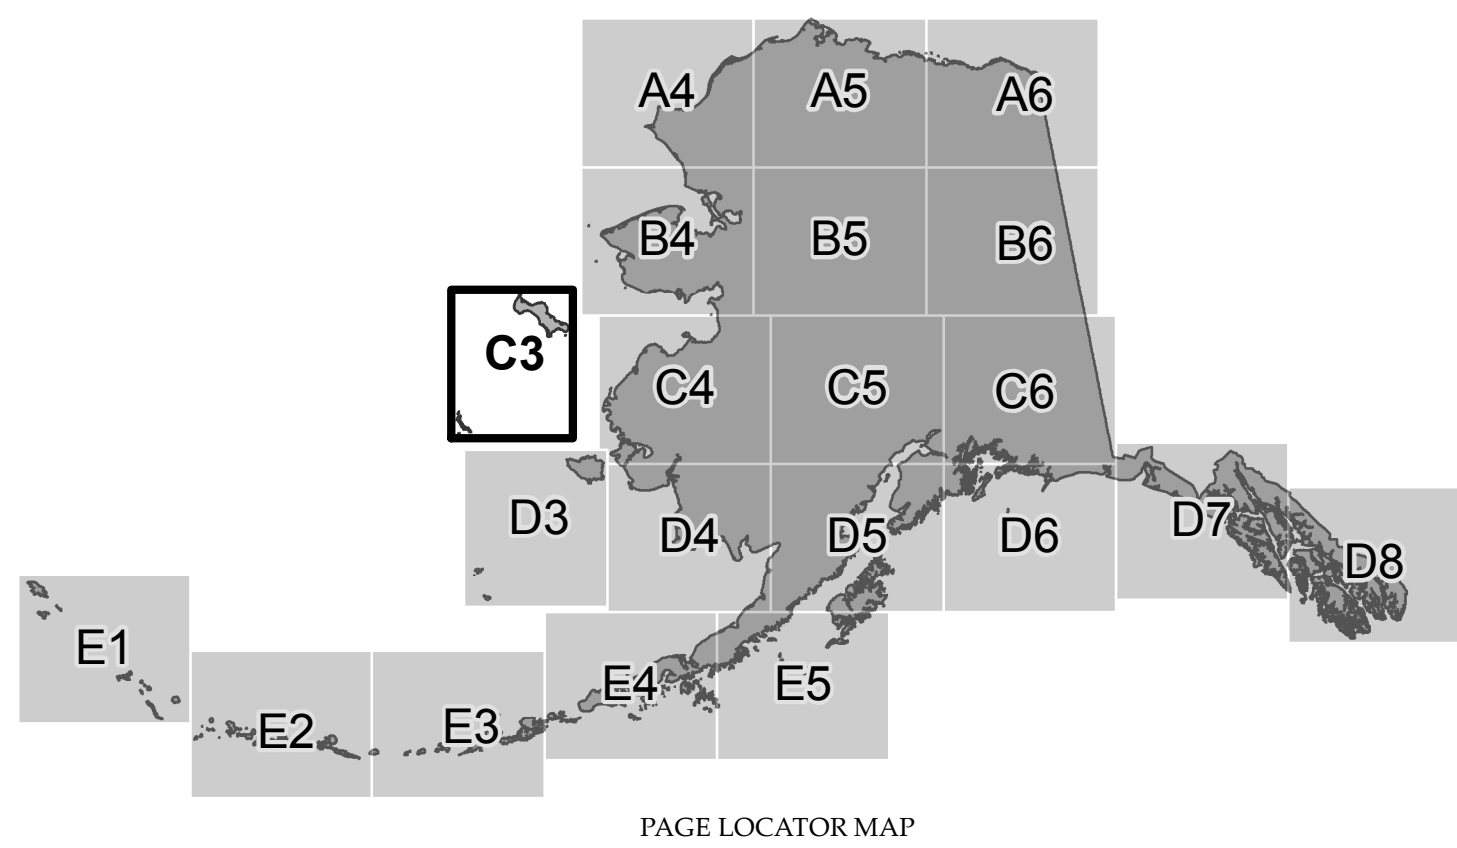 A4 A5 A6
B4 B5 B6
C3 C4 C5 C6
D3 D4 D5 D6 D7 D8
E1 E2 E3 E4 E5
PAGE LOCATOR MAP